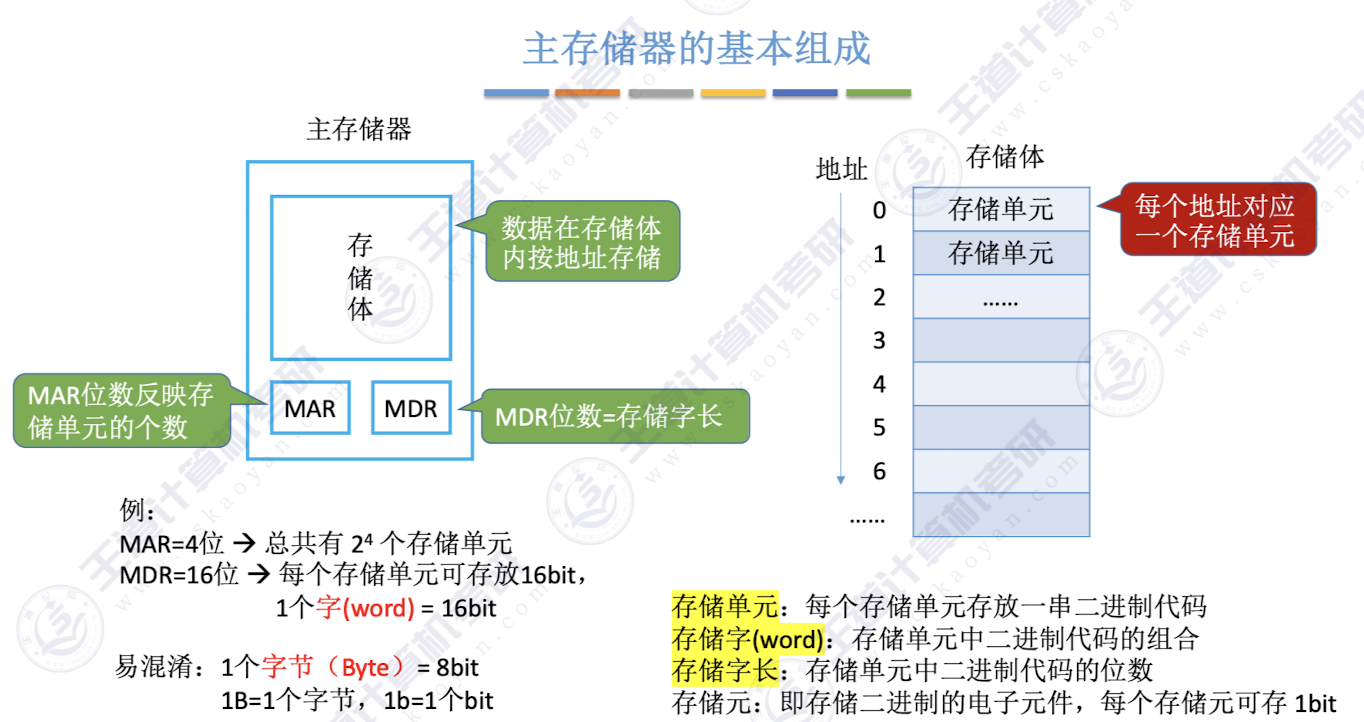 主存储器的基本组成
主存储器
存储体
数据在存储体
内按地址存储
MAR
MDR
MAR位数反映存
储单元的个数
MDR位数=存储字长
例：
MAR=4位 → 总共有 2⁴ 个存储单元
MDR=16位 → 每个存储单元可存放16bit，
1个字(word) = 16bit
易混淆：1个字节（Byte）= 8bit
1B=1个字节，1b=1个bit
地址
存储体
0
存储单元
1
存储单元
2
……
3
4
5
6
……
每个地址对应
一个存储单元
存储单元：每个存储单元存放一串二进制代码
存储字(word)：存储单元中二进制代码的组合
存储字长：存储单元中二进制代码的位数
存储元：即存储二进制的电子元件，每个存储元可存 1bit
王道计算机考研
www.cskaoyan.com